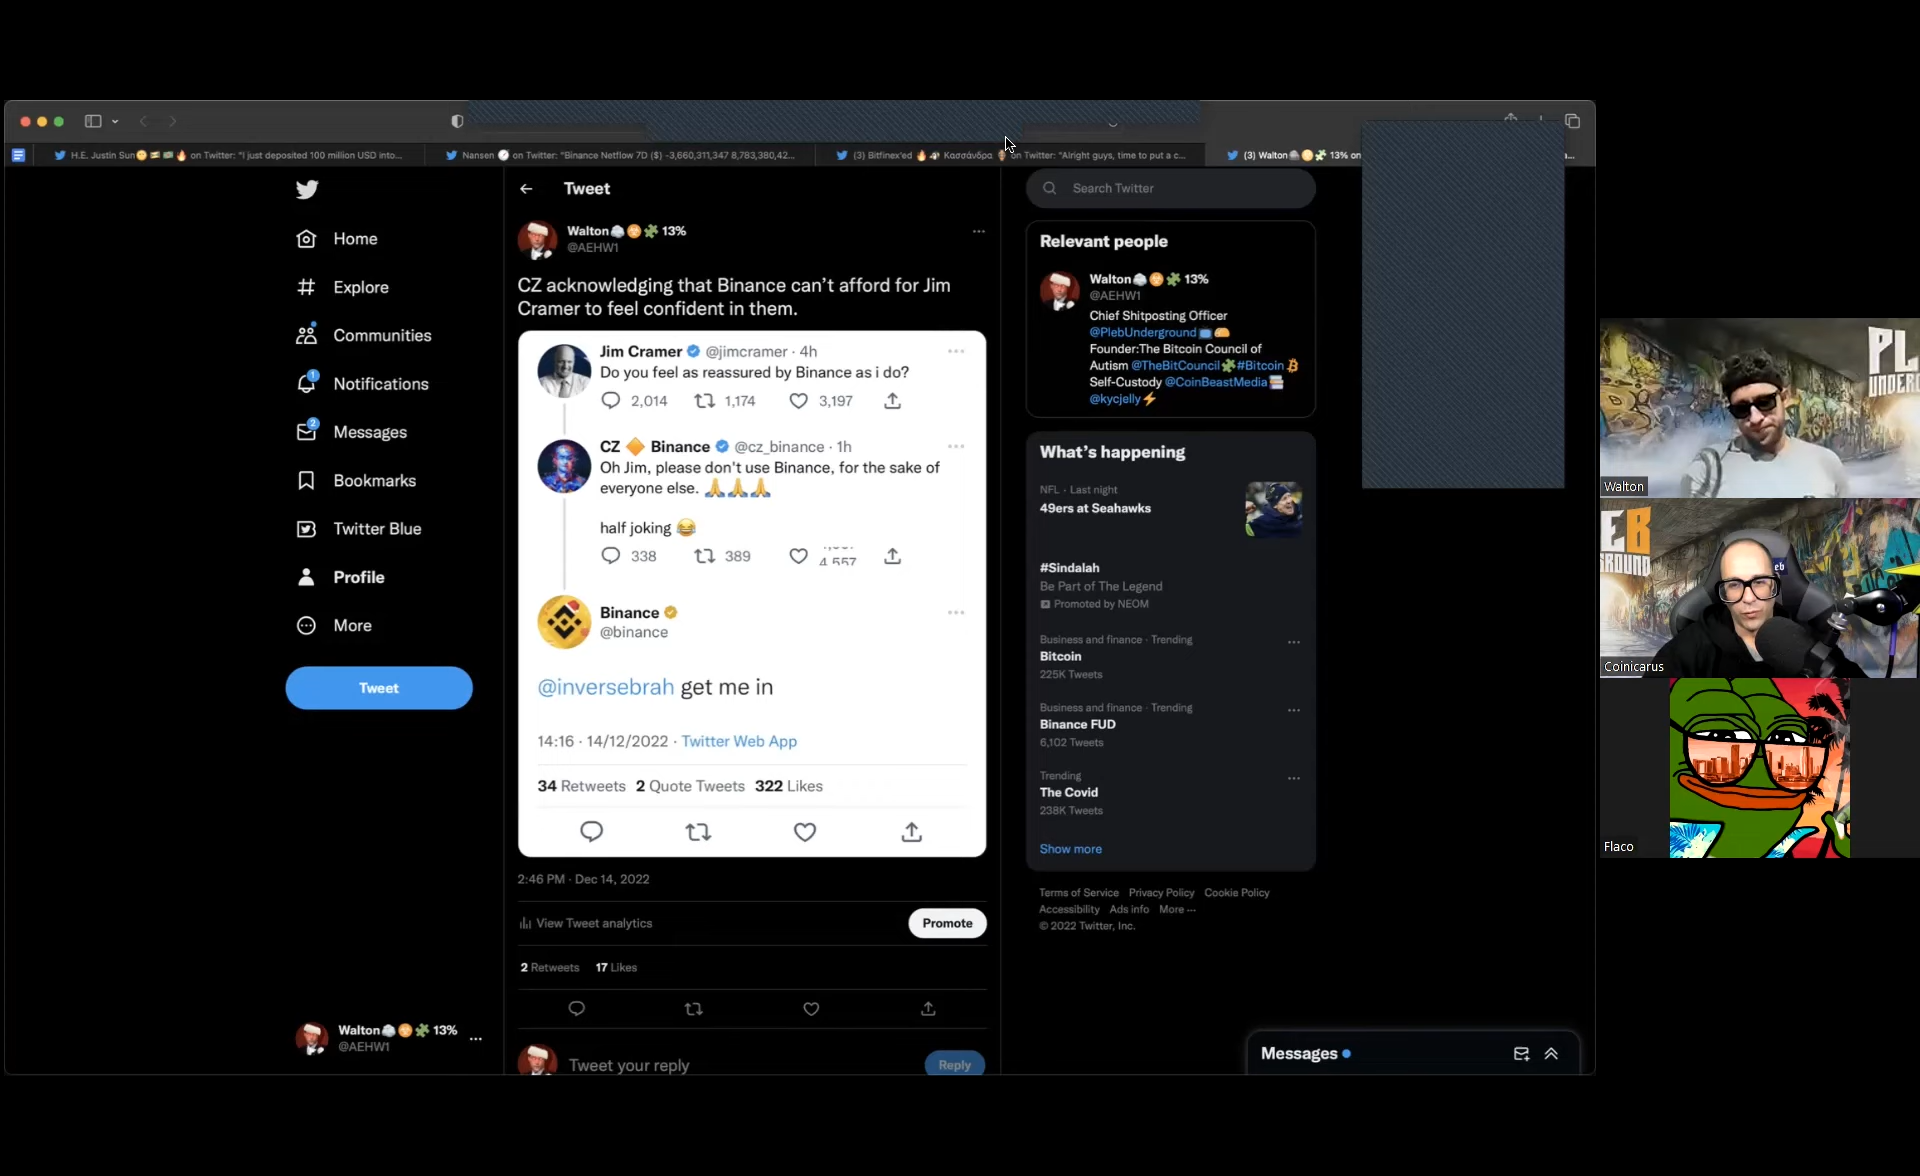 H.E. Justin Sun🌞🇬🇩🇩🇲🔥 on Twitter: "I just deposited 100 million USD into...
Nansen 🧭 on Twitter: "Binance Netflow 7D ($) -3,660,311,347 8,783,380,42...
(3) Bitfinex'ed 🔥🐴 Κασσάνδρα 🏺 on Twitter: "Alright guys, time to put a c...
(3) Walton 13% on
Home
Explore
Communities
1
Notifications
2
Messages
Bookmarks
Twitter Blue
Profile
More
Tweet
Walton 13%
@AEHW1
Tweet
Walton 13%
@AEHW1
CZ acknowledging that Binance can’t afford for Jim
Cramer to feel confident in them.
Jim Cramer @jimcramer · 4h
Do you feel as reassured by Binance as i do?
2,014 1,174 3,197
CZ 🔶 Binance @cz_binance · 1h
Oh Jim, please don't use Binance, for the sake of
everyone else. 🙏🙏🙏
half joking 😂
338 389 4,557
Binance
@binance
@inversebrah get me in
14:16 · 14/12/2022 · Twitter Web App
34 Retweets 2 Quote Tweets 322 Likes
2:46 PM · Dec 14, 2022
View Tweet analytics
Promote
2 Retweets 17 Likes
Tweet your reply
Reply
Search Twitter
Relevant people
Walton 13%
@AEHW1
Chief Shitposting Officer
@PlebUnderground
Founder:The Bitcoin Council of
Autism @TheBitCouncil🧩#Bitcoin
Self-Custody @CoinBeastMedia
@kycjelly⚡
What’s happening
NFL · Last night
49ers at Seahawks
#Sindalah
Be Part of The Legend
Promoted by NEOM
Business and finance · Trending
Bitcoin
225K Tweets
Business and finance · Trending
Binance FUD
6,102 Tweets
Trending
The Covid
238K Tweets
Show more
Terms of Service Privacy Policy Cookie Policy
Accessibility Ads info More ···
© 2022 Twitter, Inc.
Messages
PL
UNDERG
Walton
EB
GROUND
eb
Coinicarus
Flaco